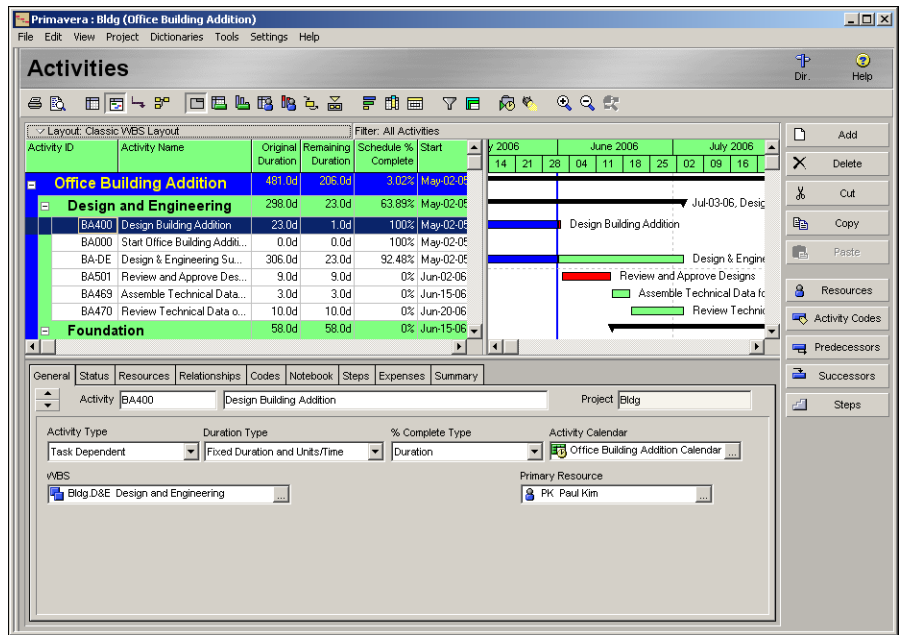 Primavera : Bldg (Office Building Addition)
File Edit View Project Dictionaries Tools Settings Help
Activities
Dir. Help
Layout: Classic WBS Layout Filter: All Activities
Activity ID Activity Name Original Duration Remaining Duration Schedule % Complete Start
y 2006 June 2006 July 2006
14 21 28 04 11 18 25 02 09 16
Office Building Addition 481.0d 206.0d 3.02% May-02-05
Design and Engineering 298.0d 23.0d 63.89% May-02-05 Jul-03-06, Desig
BA400 Design Building Addition 23.0d 1.0d 100% May-02-05 Design Building Addition
BA000 Start Office Building Additi... 0.0d 0.0d 100% May-02-05
BA-DE Design & Engineering Su... 306.0d 23.0d 92.48% May-02-05 Design & Engine
BA501 Review and Approve Des... 9.0d 9.0d 0% Jun-02-06 Review and Approve Designs
BA469 Assemble Technical Data... 3.0d 3.0d 0% Jun-15-06 Assemble Technical Data fo
BA470 Review Technical Data o... 10.0d 10.0d 0% Jun-20-06 Review Technic
Foundation 58.0d 58.0d 0% Jun-15-06
Add
Delete
Cut
Copy
Paste
Resources
Activity Codes
Predecessors
Successors
Steps
General Status Resources Relationships Codes Notebook Steps Expenses Summary
Activity BA400 Design Building Addition Project Bldg
Activity Type Duration Type % Complete Type Activity Calendar
Task Dependent Fixed Duration and Units/Time Duration Office Building Addition Calendar ...
WBS Primary Resource
Bldg.D&E Design and Engineering ... PK Paul Kim ...